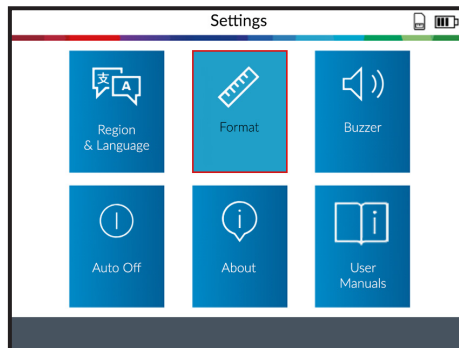 Settings
Region
& Language
Format
Buzzer
Auto Off
About
User
Manuals